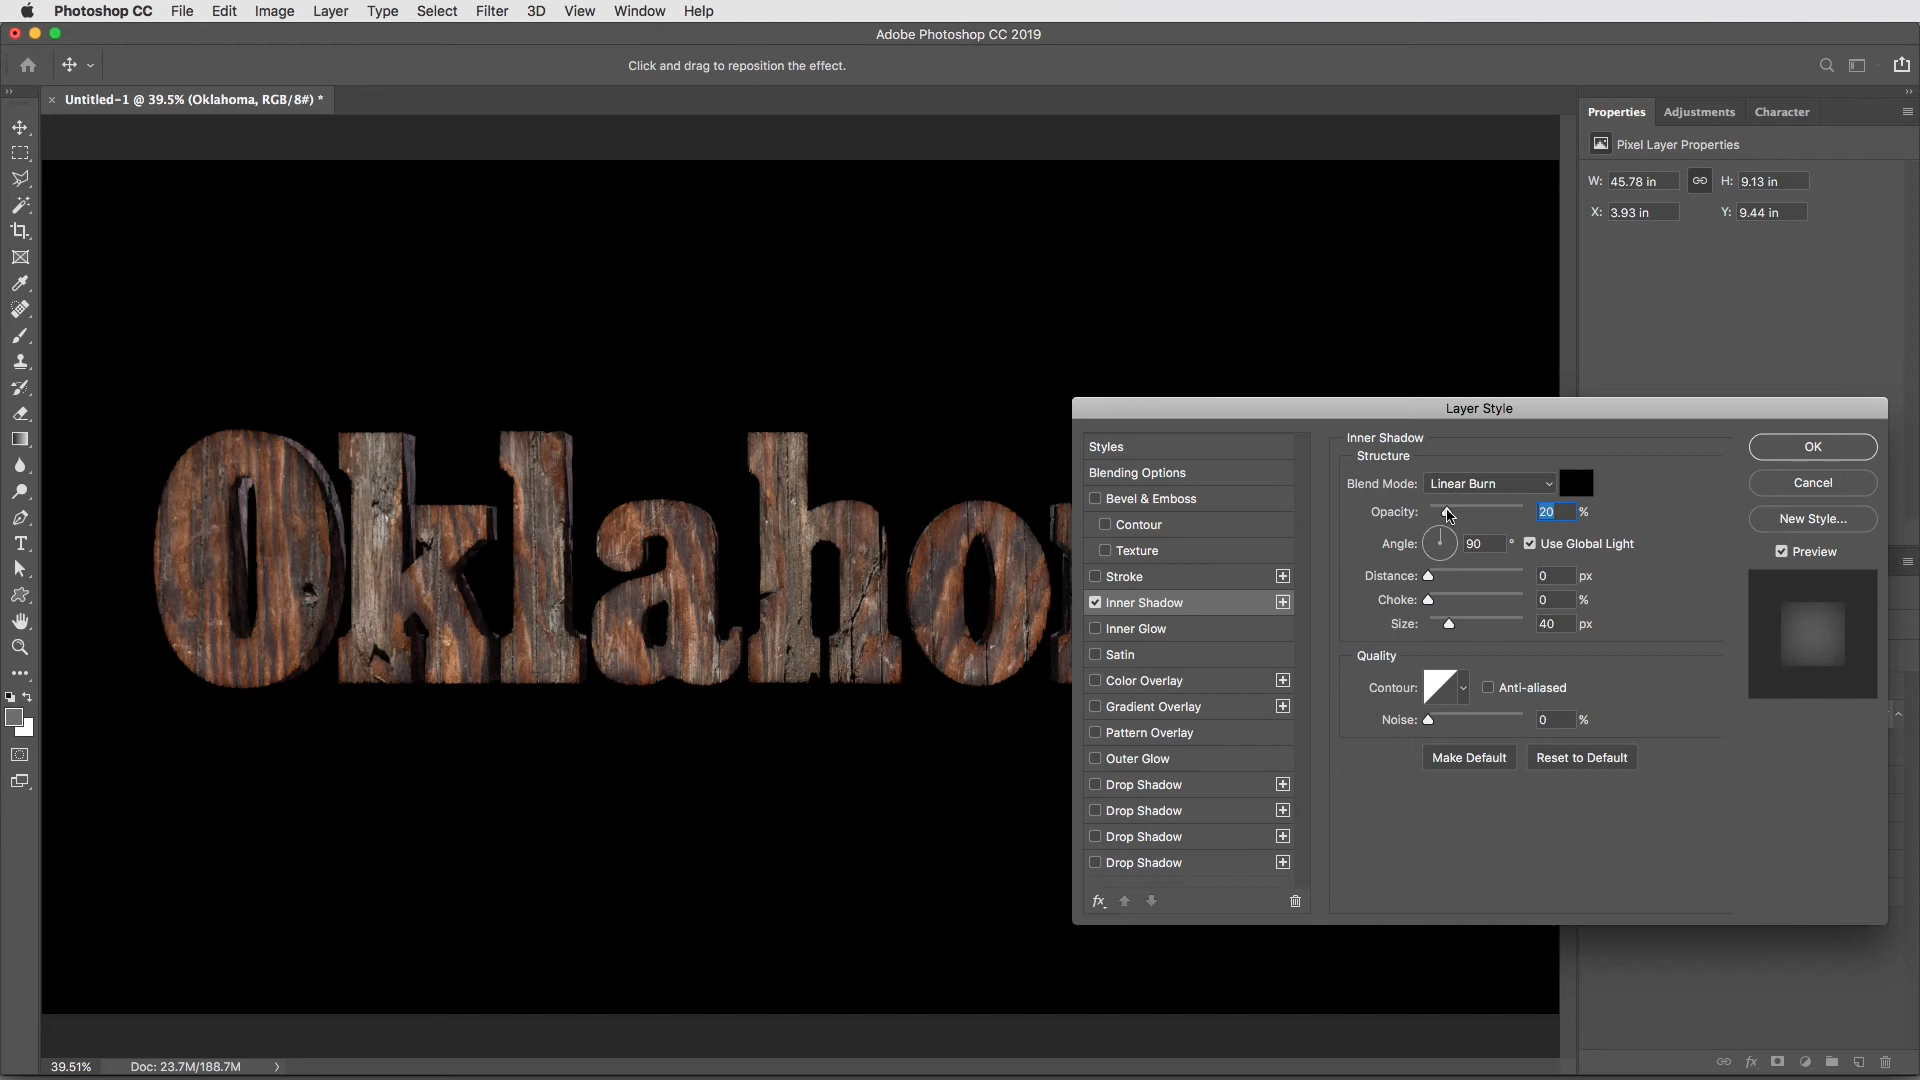 Photoshop CC File Edit Image Layer Type Select Filter 3D View Window Help
Adobe Photoshop CC 2019
Click and drag to reposition the effect.
Untitled-1 @ 39.5% (Oklahoma, RGB/8#) *
Properties Adjustments Character
Pixel Layer Properties
W: 45.78 in H: 9.13 in
X: 3.93 in Y: 9.44 in
Oklaho
Layer Style
Styles
Blending Options
Bevel & Emboss
Contour
Texture
Stroke
Inner Shadow
Inner Glow
Satin
Color Overlay
Gradient Overlay
Pattern Overlay
Outer Glow
Drop Shadow
Drop Shadow
Drop Shadow
Drop Shadow
fx
Inner Shadow
Structure
Blend Mode: Linear Burn
Opacity: 20 %
Angle: 90 ° Use Global Light
Distance: 0 px
Choke: 0 %
Size: 40 px
Quality
Contour: Anti-aliased
Noise: 0 %
Make Default Reset to Default
OK
Cancel
New Style...
Preview
39.51% Doc: 23.7M/188.7M
fx